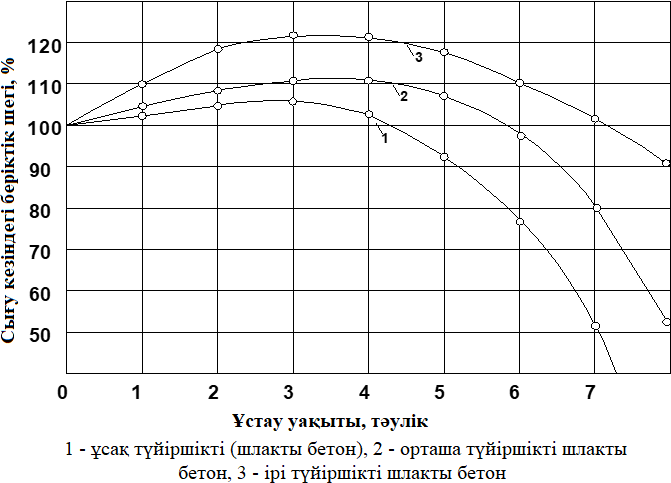 Сығу кезіндегі беріктік шегі, %
120
110
100
90
80
70
60
50
3
2
1
0 1 2 3 4 5 6 7
Ұстау уақыты, тәулік
1 - ұсақ түйіршікті (шлакты бетон), 2 - орташа түйіршікті шлакты
бетон, 3 - ірі түйіршікті шлакты бетон